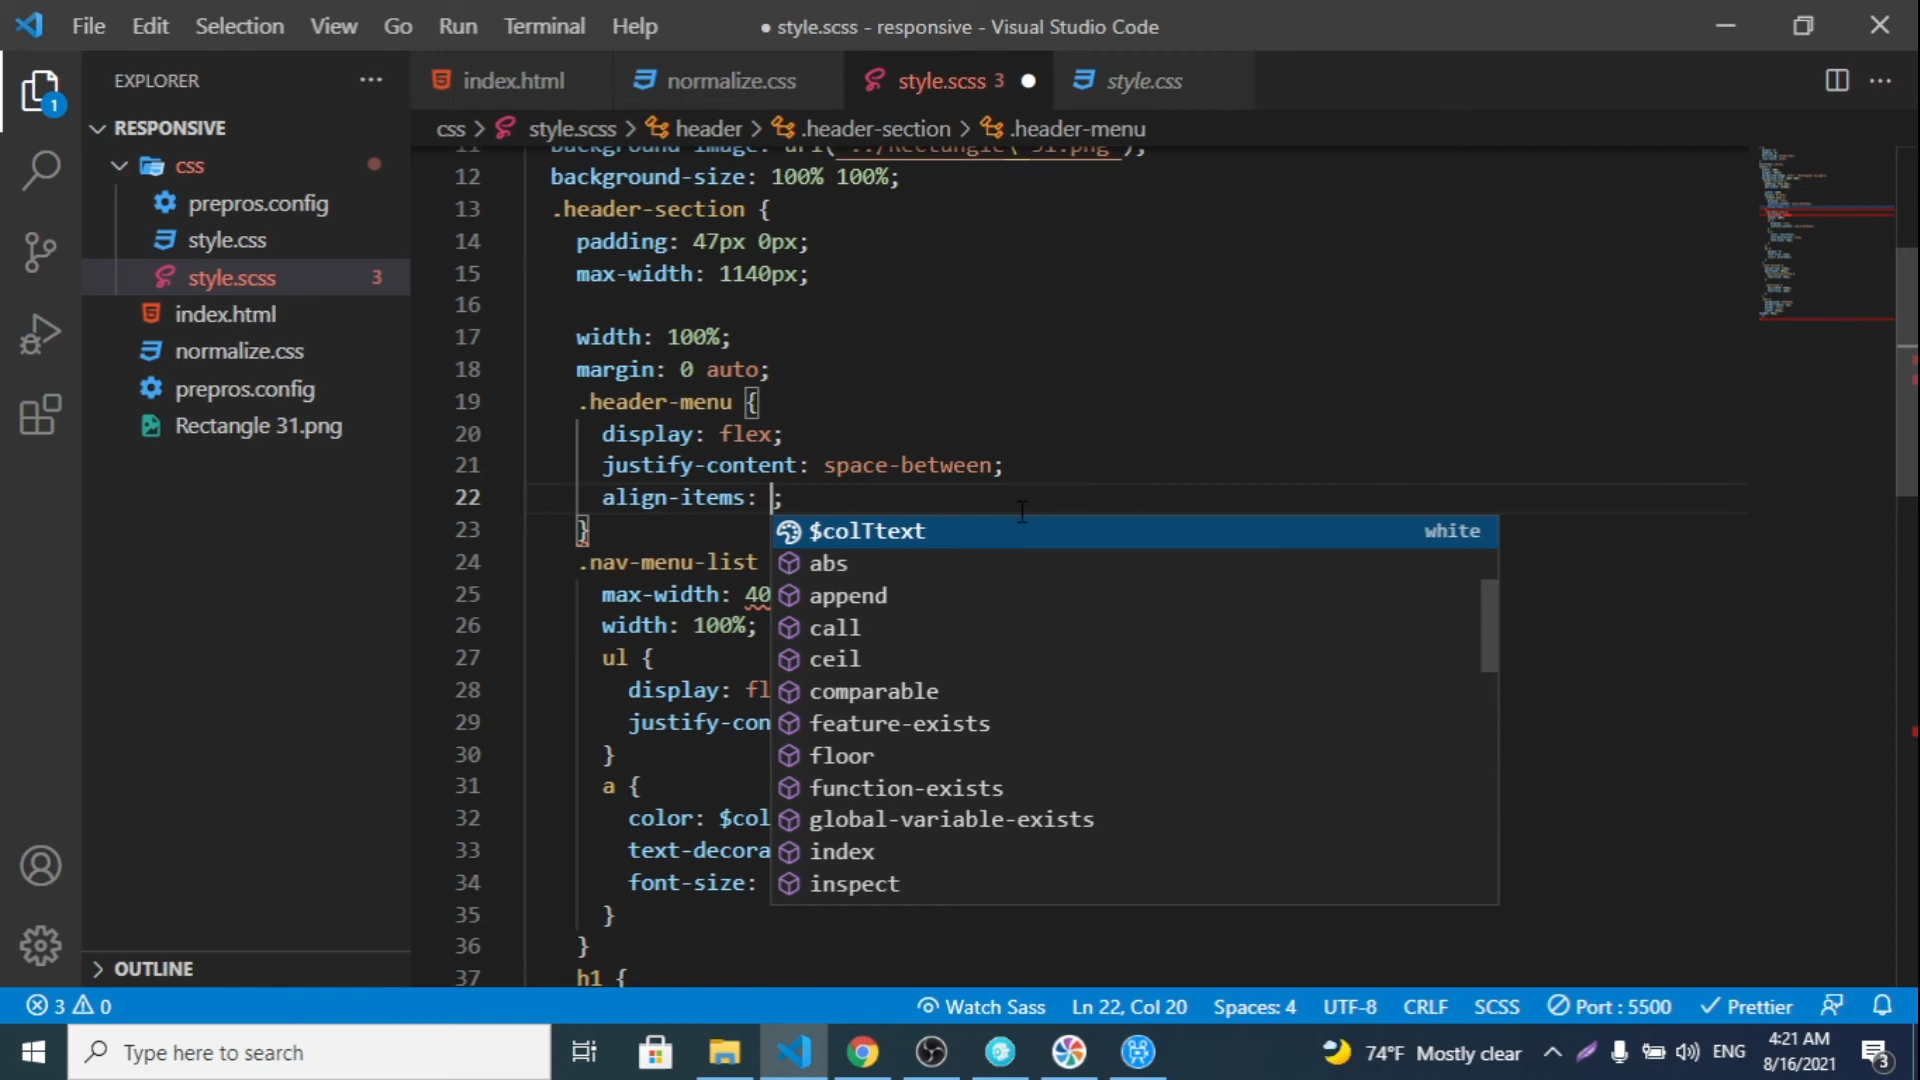 File Edit Selection View Go Run Terminal Help
● style.scss - responsive - Visual Studio Code
EXPLORER
index.html
normalize.css
style.scss 3
style.css
css > style.scss > header > .header-section > .header-menu
RESPONSIVE
css
prepros.config
style.css
style.scss 3
index.html
normalize.css
prepros.config
Rectangle 31.png
OUTLINE
12 background-size: 100% 100%;
13 .header-section {
14 padding: 47px 0px;
15 max-width: 1140px;
16
17 width: 100%;
18 margin: 0 auto;
19 .header-menu {
20 display: flex;
21 justify-content: space-between;
22 align-items: ;
23 }
24 .nav-menu-list
25 max-width: 40
26 width: 100%;
27 ul {
28 display: fl
29 justify-con
30 }
31 a {
32 color: $col
33 text-decora
34 font-size:
35 }
36 }
37 h1 {
$colTtext white
abs
append
call
ceil
comparable
feature-exists
floor
function-exists
global-variable-exists
index
inspect
1
3 0
Watch Sass
Ln 22, Col 20
Spaces: 4
UTF-8
CRLF
SCSS
Port : 5500
Prettier
Type here to search
74°F Mostly clear
ENG
4:21 AM
8/16/2021
3